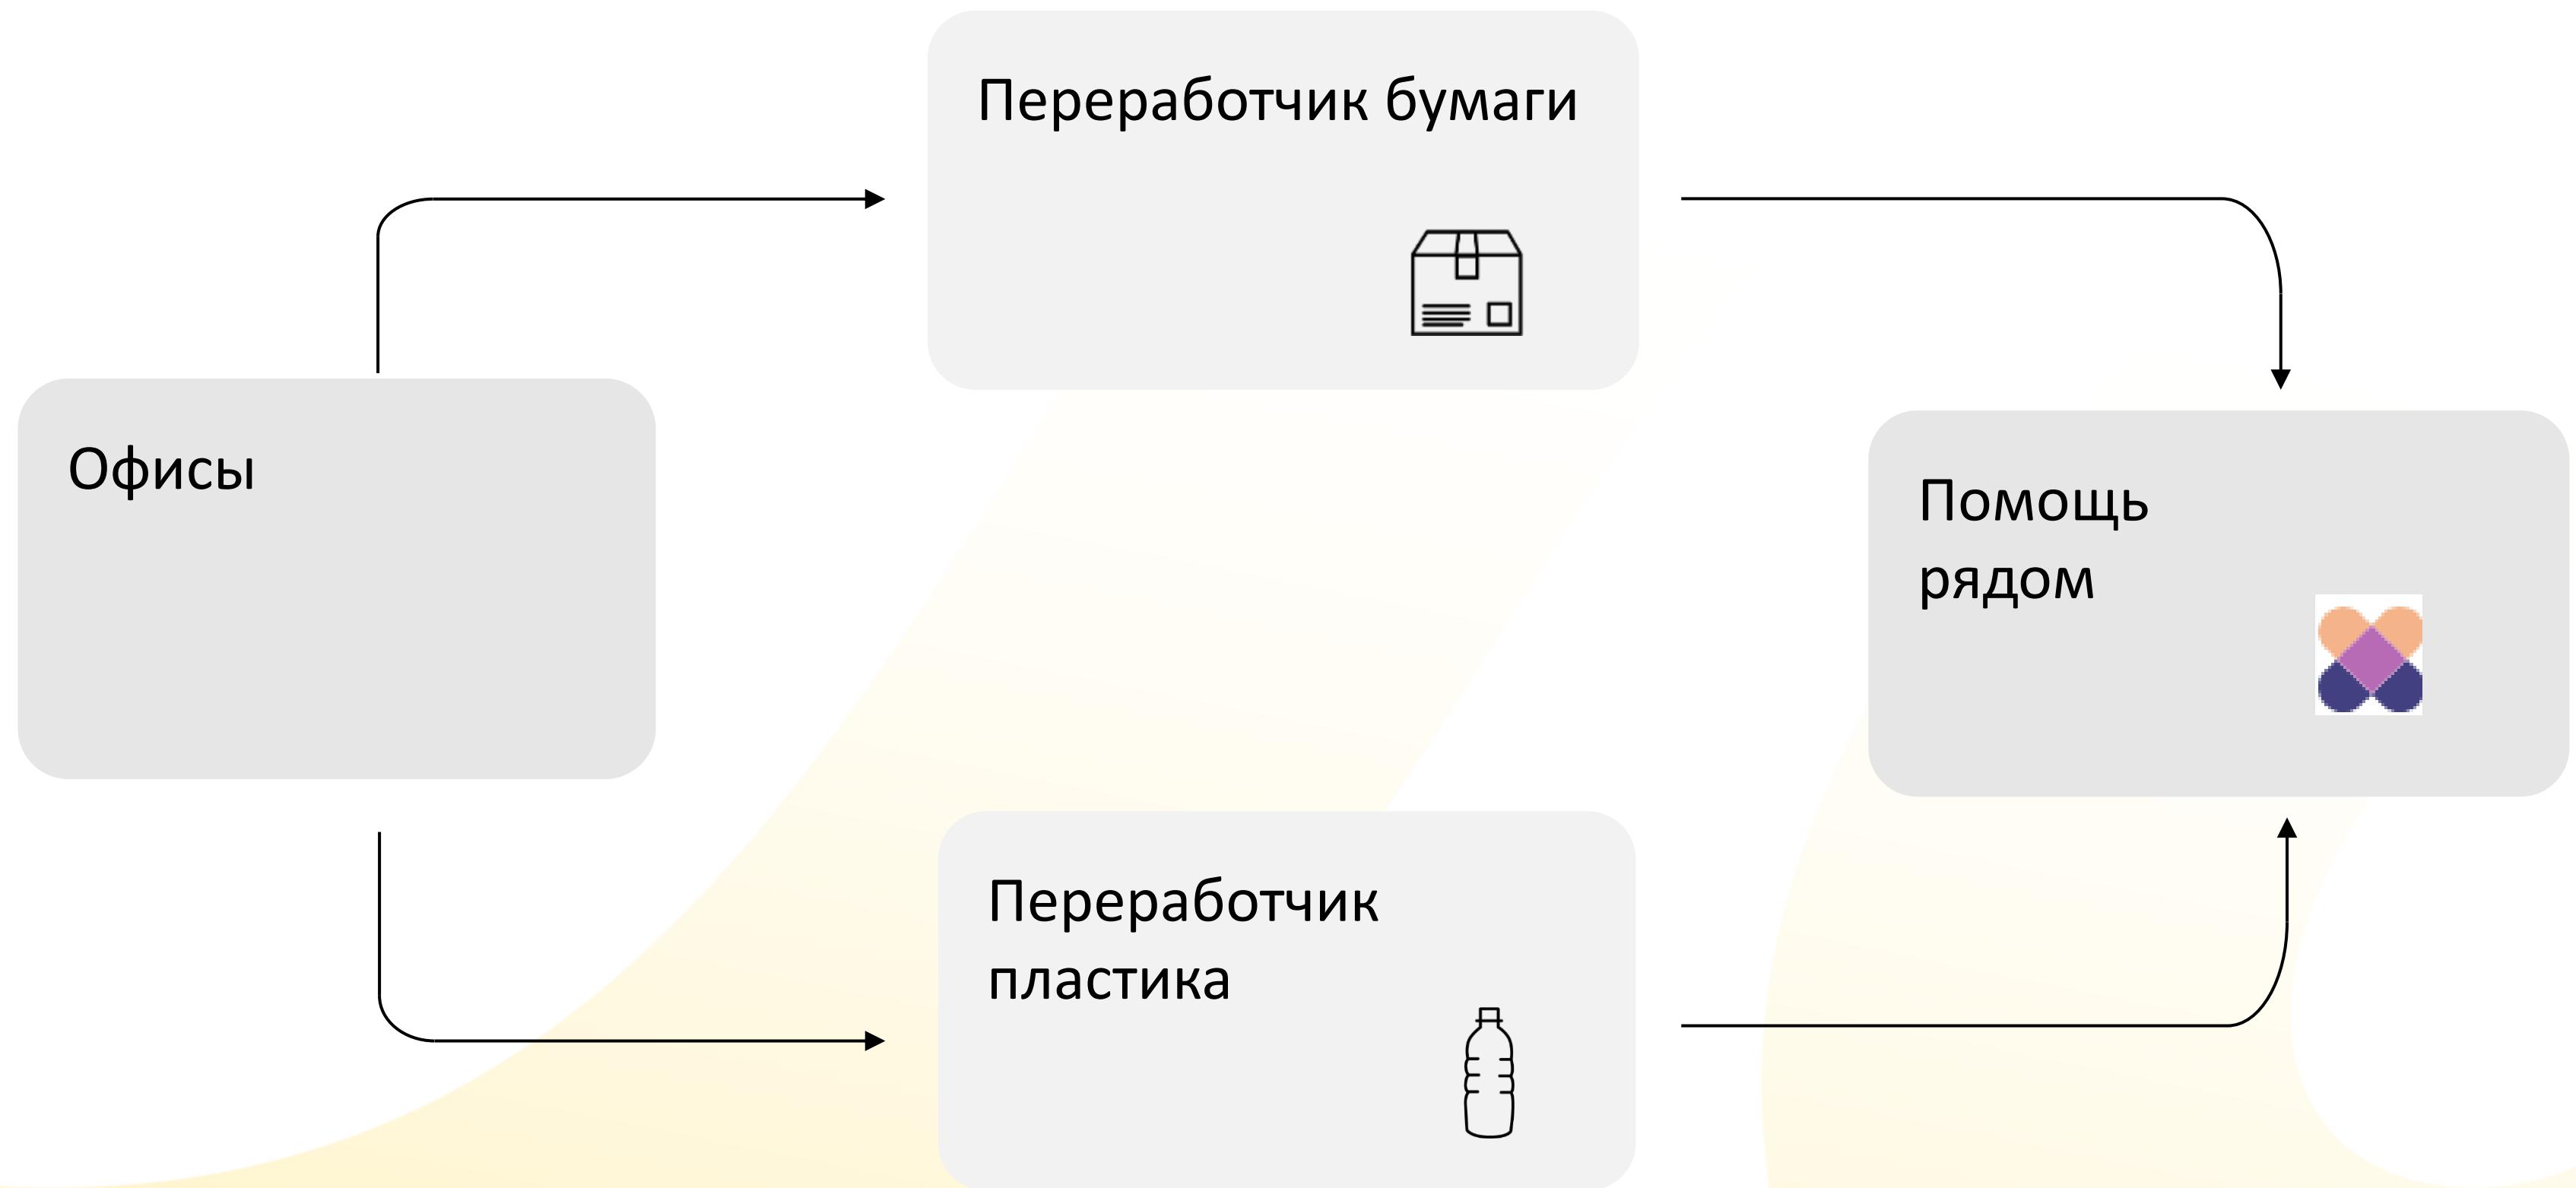 Переработчик бумаги
Офисы
Помощь
рядом
Переработчик
пластика